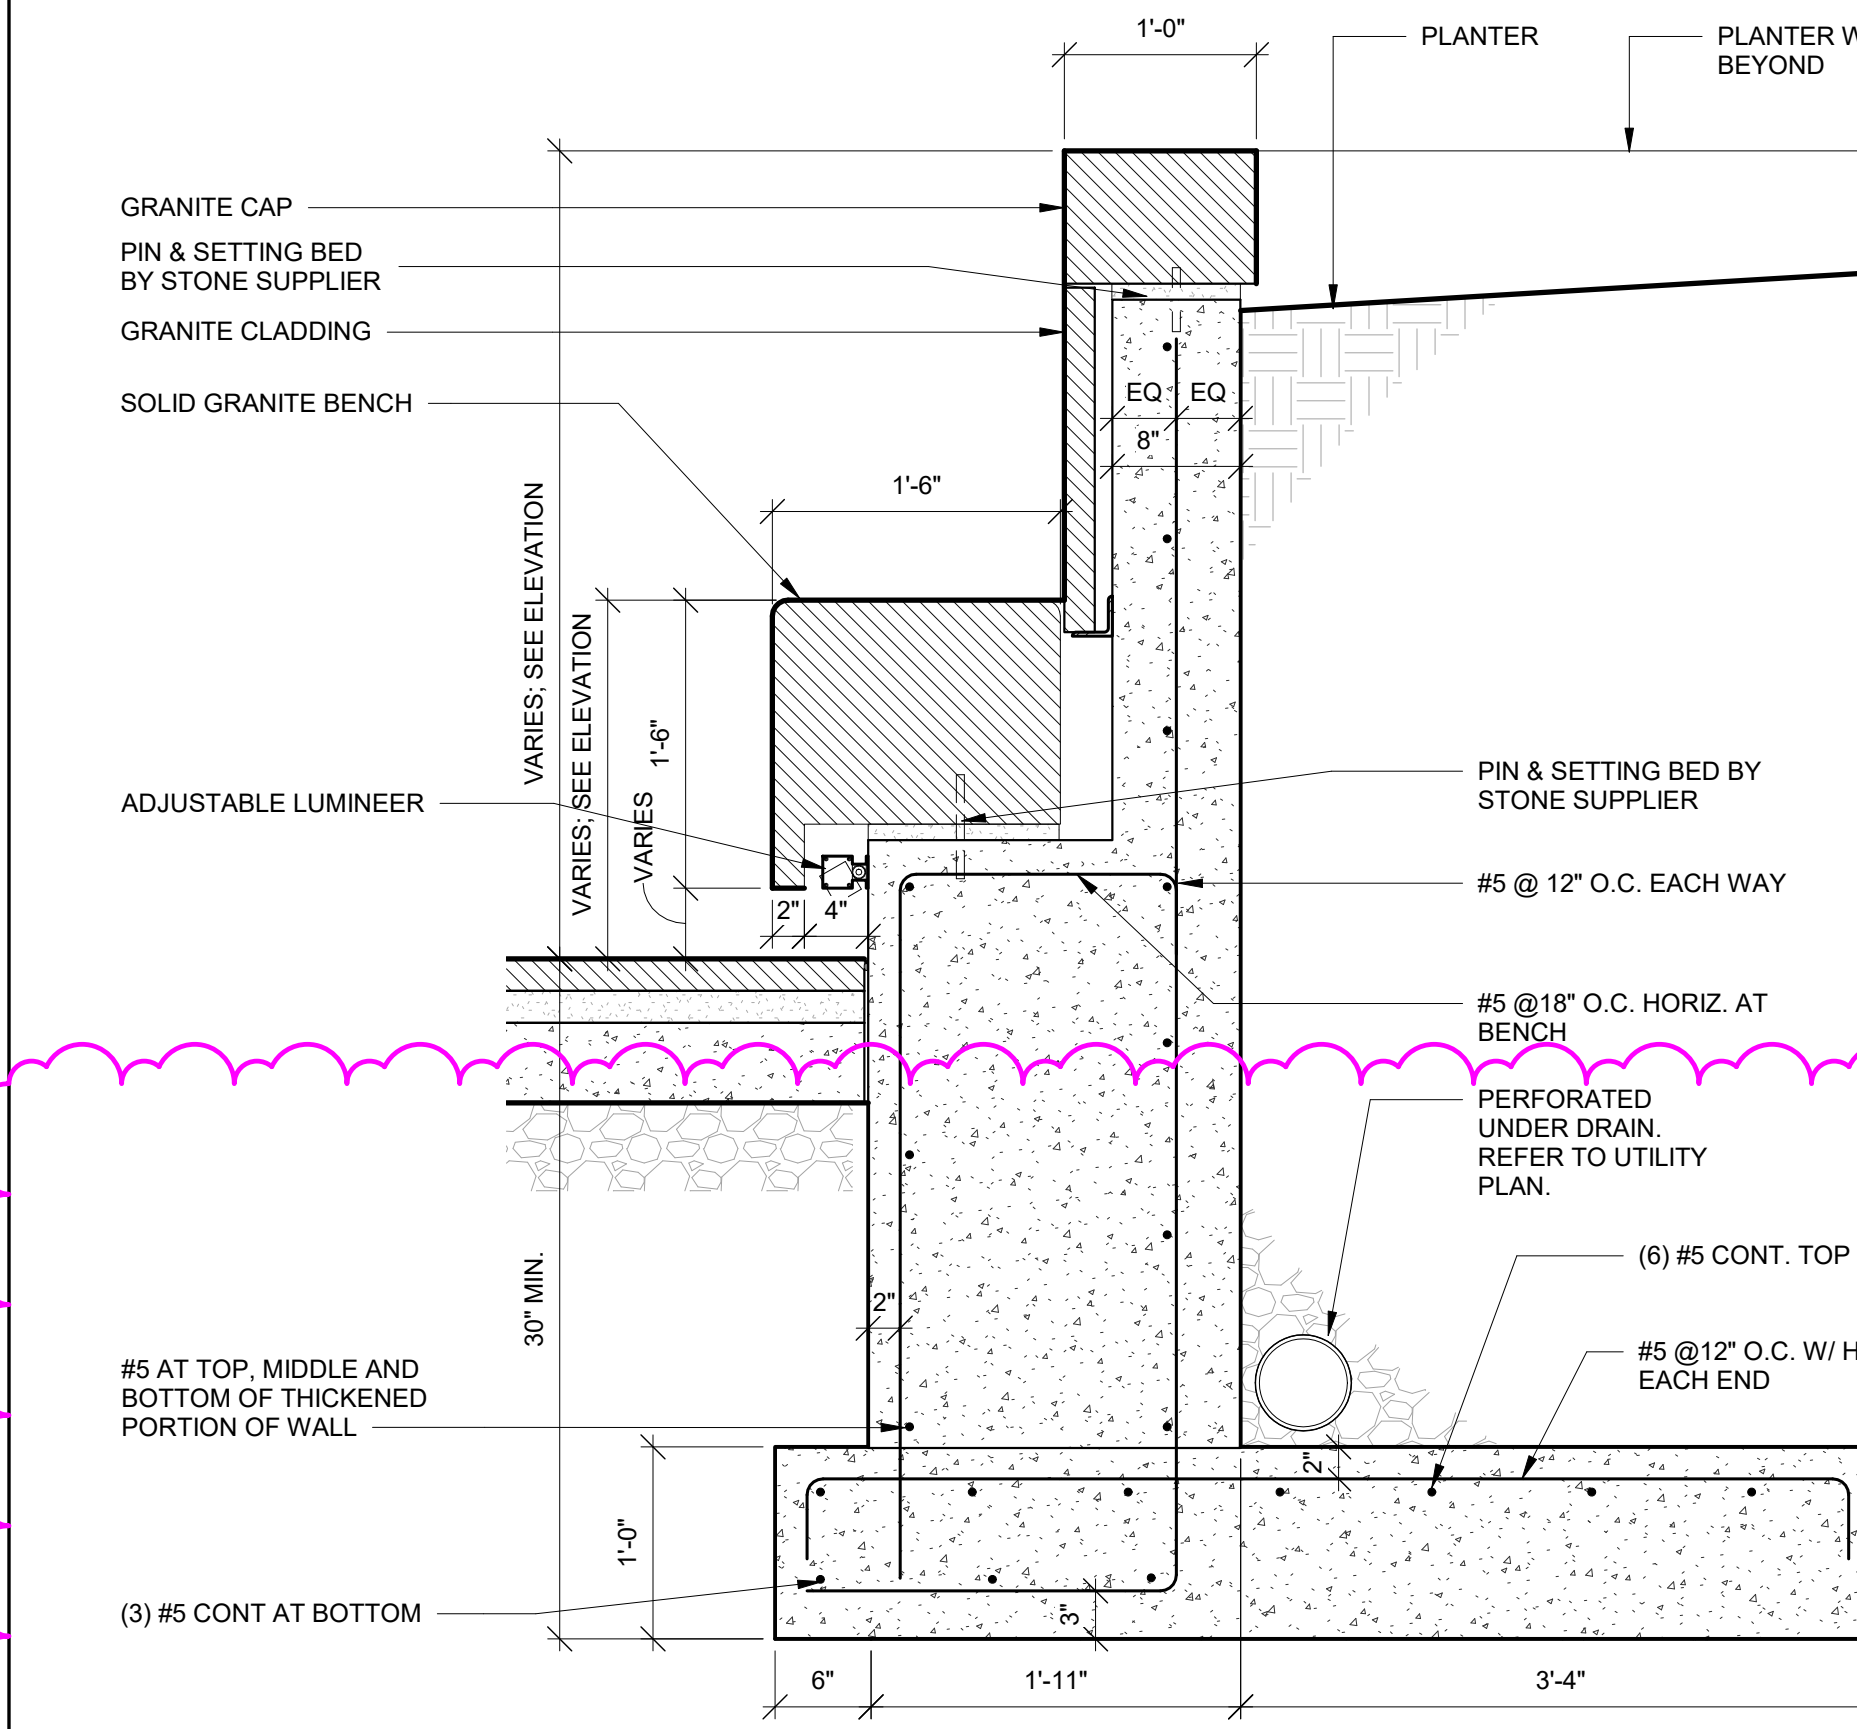 1'-0"
PLANTER
PLANTER W
BEYOND
GRANITE CAP
PIN & SETTING BED
BY STONE SUPPLIER
GRANITE CLADDING
SOLID GRANITE BENCH
EQ
EQ
8"
1'-6"
VARIES; SEE ELEVATION
VARIES; SEE ELEVATION
1'-6"
VARIES
ADJUSTABLE LUMINEER
PIN & SETTING BED BY
STONE SUPPLIER
#5 @ 12" O.C. EACH WAY
2"
4"
#5 @18" O.C. HORIZ. AT
BENCH
PERFORATED
UNDER DRAIN.
REFER TO UTILITY
PLAN.
(6) #5 CONT. TOP
30" MIN.
2"
#5 @12" O.C. W/ H
EACH END
#5 AT TOP, MIDDLE AND
BOTTOM OF THICKENED
PORTION OF WALL
2"
1'-0"
(3) #5 CONT AT BOTTOM
3"
6"
1'-11"
3'-4"